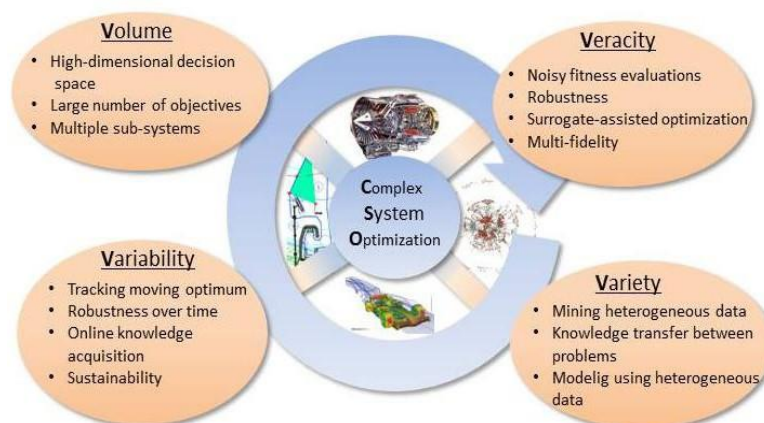 Volume
• High-dimensional decision
space
• Large number of objectives
• Multiple sub-systems
Veracity
• Noisy fitness evaluations
• Robustness
• Surrogate-assisted optimization
• Multi-fidelity
Complex
System
Optimization
Variability
• Tracking moving optimum
• Robustness over time
• Online knowledge
acquisition
• Sustainability
Variety
• Mining heterogeneous data
• Knowledge transfer between
problems
• Modelig using heterogeneous
data